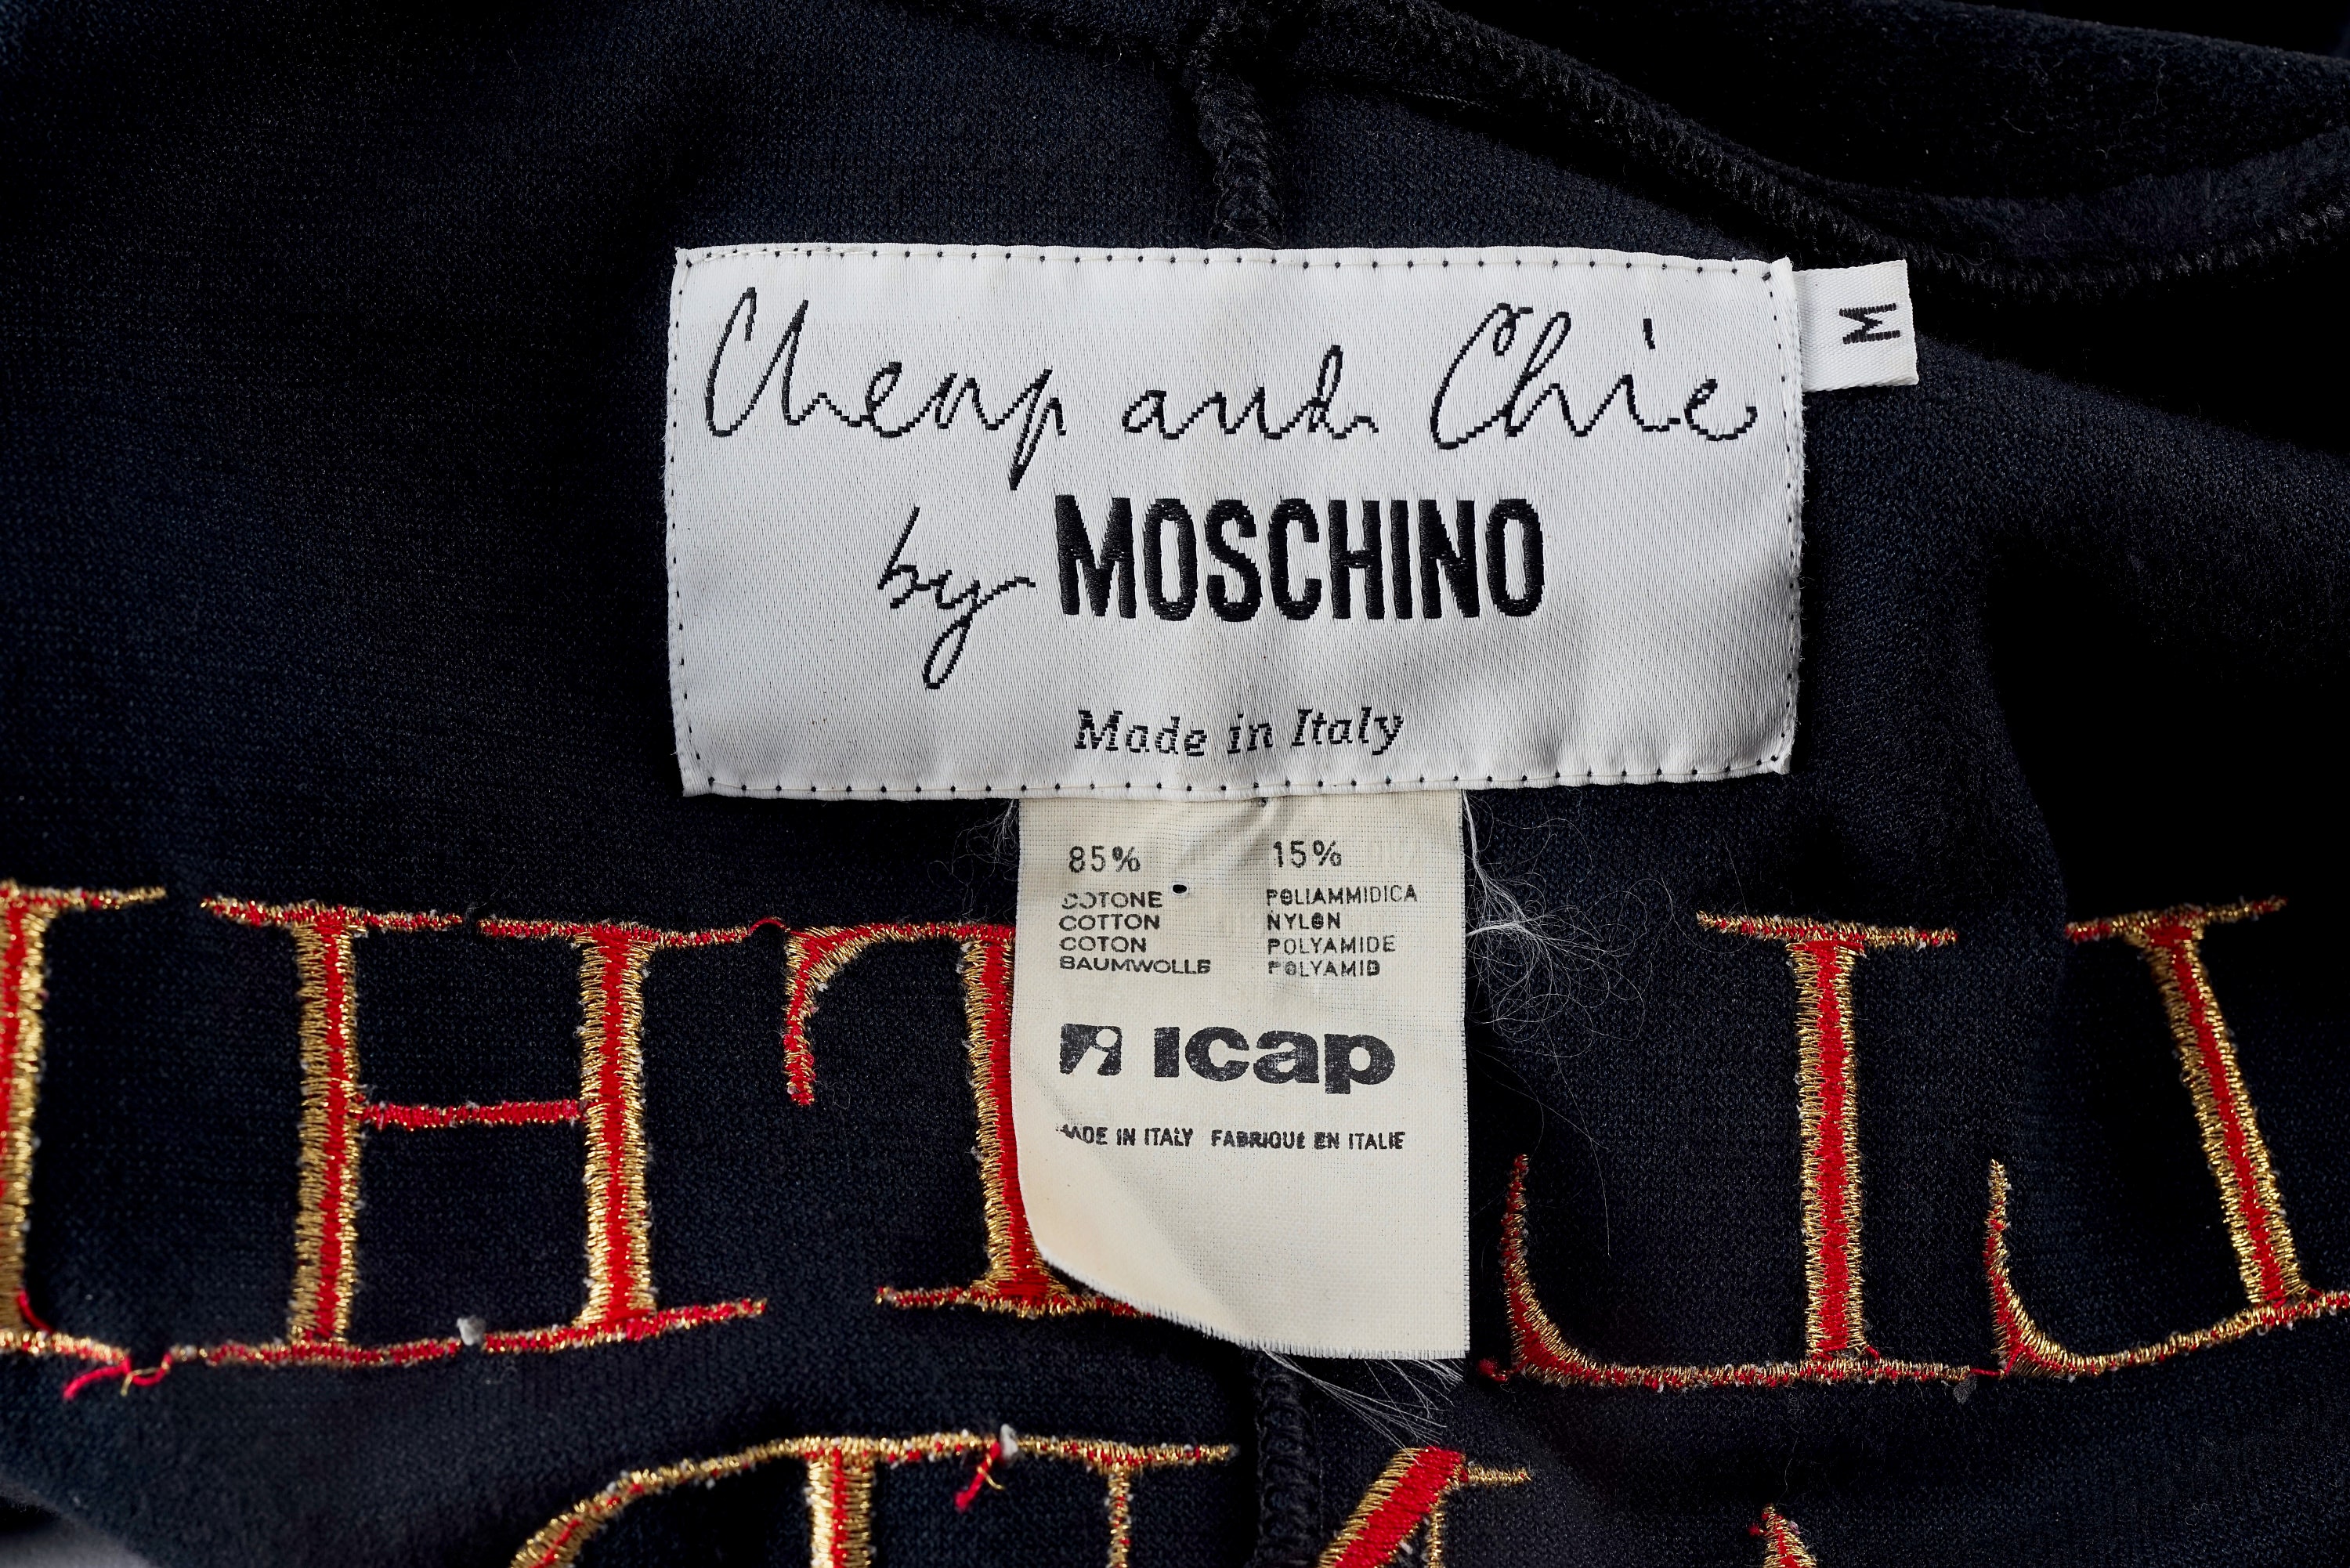 Cheap and Chic
M
by MOSCHINO
Made in Italy
85% 15%
COTONE POLIAMMIDICA
COTTON NYLON
COTON POLYAMIDE
BAUMWOLLE POLYAMID
Icap
MADE IN ITALY FABRIQUE EN ITALIE